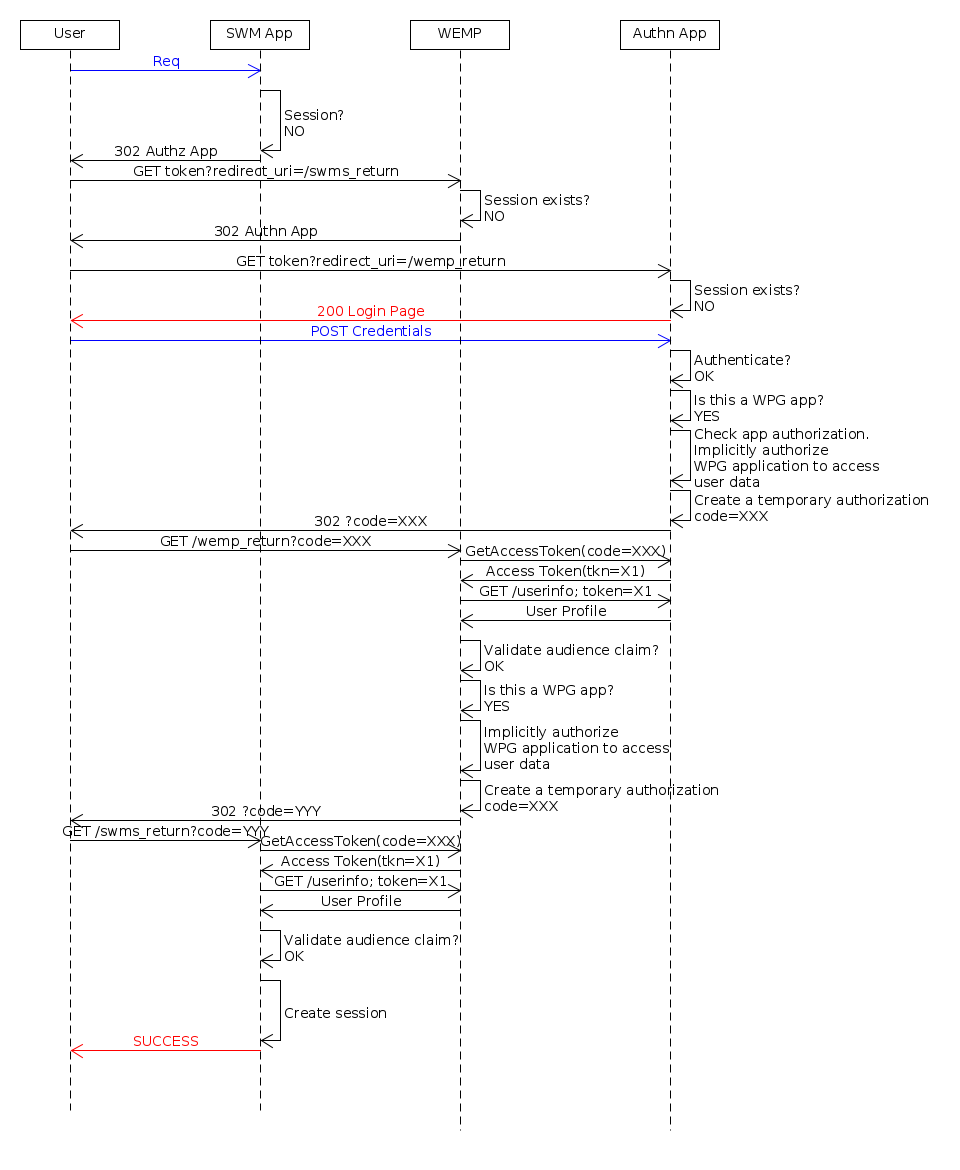 User
SWM App
WEMP
Authn App
Req
Session?
NO
302 Authz App
GET token?redirect_uri=/swms_return
Session exists?
NO
302 Authn App
GET token?redirect_uri=/wemp_return
Session exists?
NO
200 Login Page
POST Credentials
Authenticate?
OK
Is this a WPG app?
YES
Check app authorization.
Implicitly authorize
WPG application to access
user data
Create a temporary authorization
code=XXX
302 ?code=XXX
GET /wemp_return?code=XXX
GetAccessToken(code=XXX)
Access Token(tkn=X1)
GET /userinfo; token=X1
User Profile
Validate audience claim?
OK
Is this a WPG app?
YES
Implicitly authorize
WPG application to access
user data
Create a temporary authorization
code=XXX
302 ?code=YYY
GET /swms_return?code=YYY
GetAccessToken(code=XXX)
Access Token(tkn=X1)
GET /userinfo; token=X1
User Profile
Validate audience claim?
OK
Create session
SUCCESS